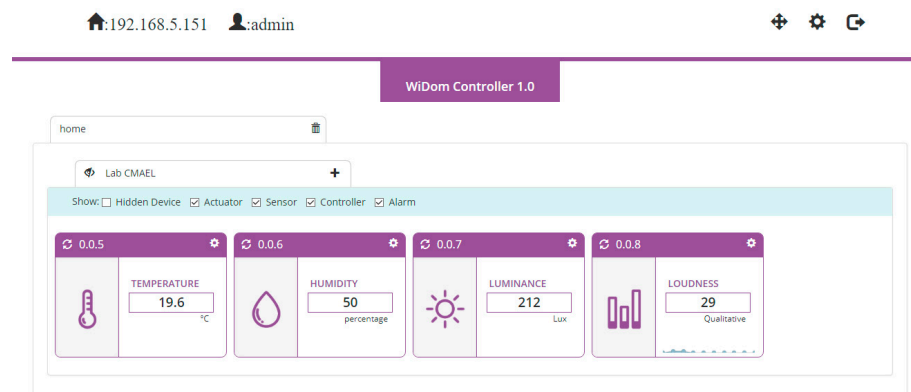 :192.168.5.151 :admin
WiDom Controller 1.0
home
Lab CMAEL
Show: Hidden Device Actuator Sensor Controller Alarm
0.0.5 0.0.6 0.0.7 0.0.8
TEMPERATURE HUMIDITY LUMINANCE LOUDNESS
19.6 50 212 29
°C percentage Lux Qualitative